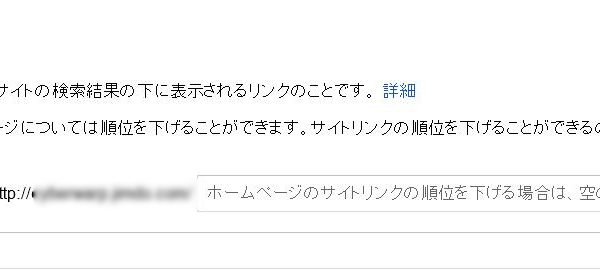 サイトの検索結果の下に表示されるリンクのことです。 詳細
ージについては順位を下げることができます。サイトリンクの順位を下げることができるの
ttp:// ホームページのサイトリンクの順位を下げる場合は、空の